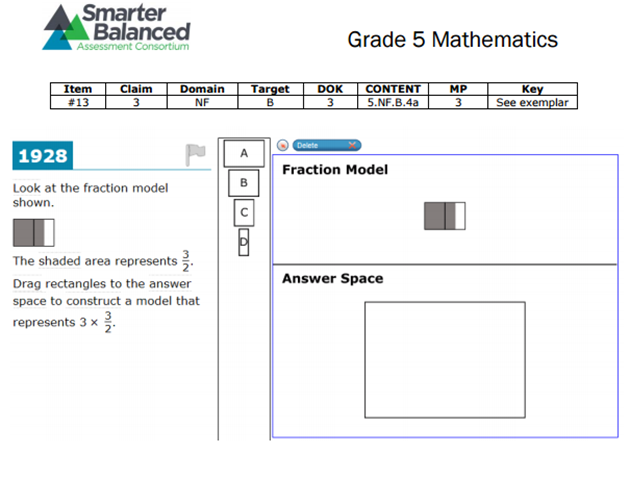 Smarter
Balanced
Assessment Consortium
Grade 5 Mathematics
Item Claim Domain Target DOK CONTENT MP Key
#13 3 NF B 3 5.NF.B.4a 3 See exemplar
1928
Look at the fraction model
shown.
The shaded area represents 3/2.
Drag rectangles to the answer
space to construct a model that
represents 3 × 3/2.
A
B
C
D
Delete
Fraction Model
Answer Space